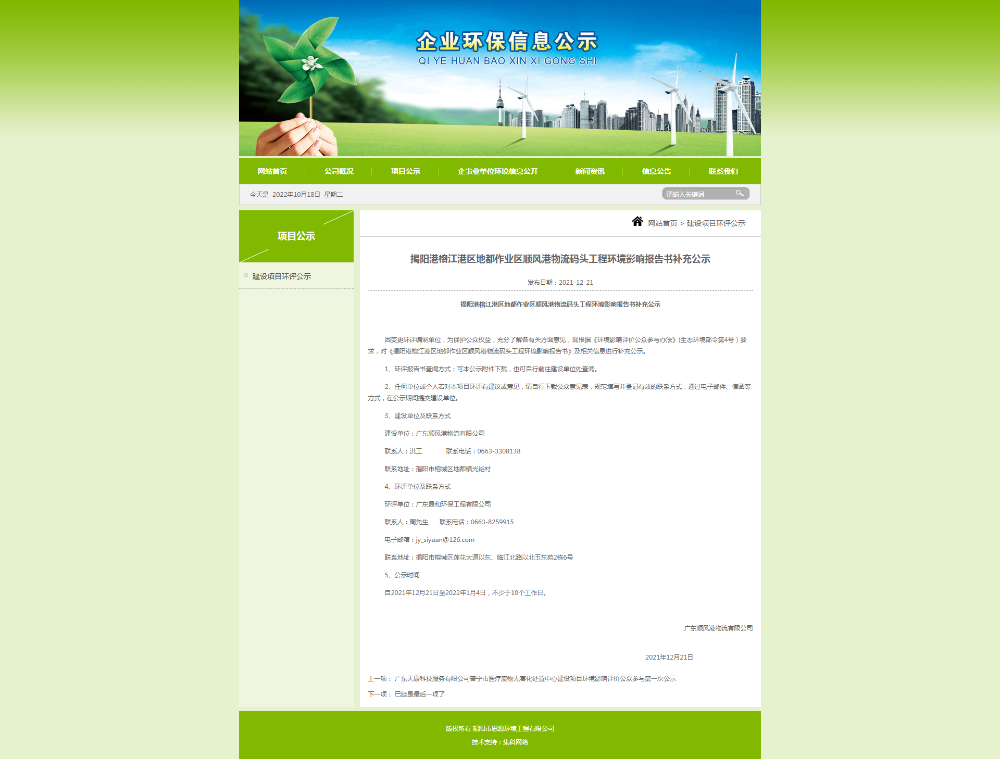 企业环保信息公示
QI YE HUAN BAO XIN XI GONG SHI
网站首页 公司概况 项目公示 企事业单位环境信息公开 新闻资讯 信息公告 联系我们
今天是 2022年10月18日 星期二
请输入关键词
项目公示
建设项目环评公示
网站首页 > 建设项目环评公示
揭阳港榕江港区地都作业区顺风港物流码头工程环境影响报告书补充公示
发布日期：2021-12-21
揭阳港榕江港区地都作业区顺风港物流码头工程环境影响报告书补充公示
因变更环评编制单位，为保护公众权益，充分了解各有关方面意见，现根据《环境影响评价公众参与办法》(生态环境部令第4号）要
求，对《揭阳港榕江港区地都作业区顺风港物流码头工程环境影响报告书》及相关信息进行补充公示。
1、环评报告书查阅方式：可本公示附件下载，也可自行前往建设单位处查阅。
2、任何单位或个人若对本项目环评有建议或意见，请自行下载公众意见表，规范填写并登记有效的联系方式，通过电子邮件、信函等
方式，在公示期间提交建设单位。
3、建设单位及联系方式
建设单位：广东顺风港物流有限公司
联系人：洪工 联系电话：0663-3308138
联系地址：揭阳市榕城区地都镇光裕村
4、环评单位及联系方式
环评单位：广东晟和环保工程有限公司
联系人：周先生 联系电话：0663-8259915
电子邮箱：jy_siyuan@126.com
联系地址：揭阳市榕城区莲花大道以东、临江北路以北玉东苑2栋6号
5、公示时间
自2021年12月21日至2022年1月4日，不少于10个工作日。
广东顺风港物流有限公司
2021年12月21日
上一项： 广东天康科技服务有限公司普宁市医疗废物无害化处置中心建设项目环境影响评价公众参与第一次公示
下一项： 已经是最后一项了
版权所有 揭阳市思源环境工程有限公司
技术支持：集科网络